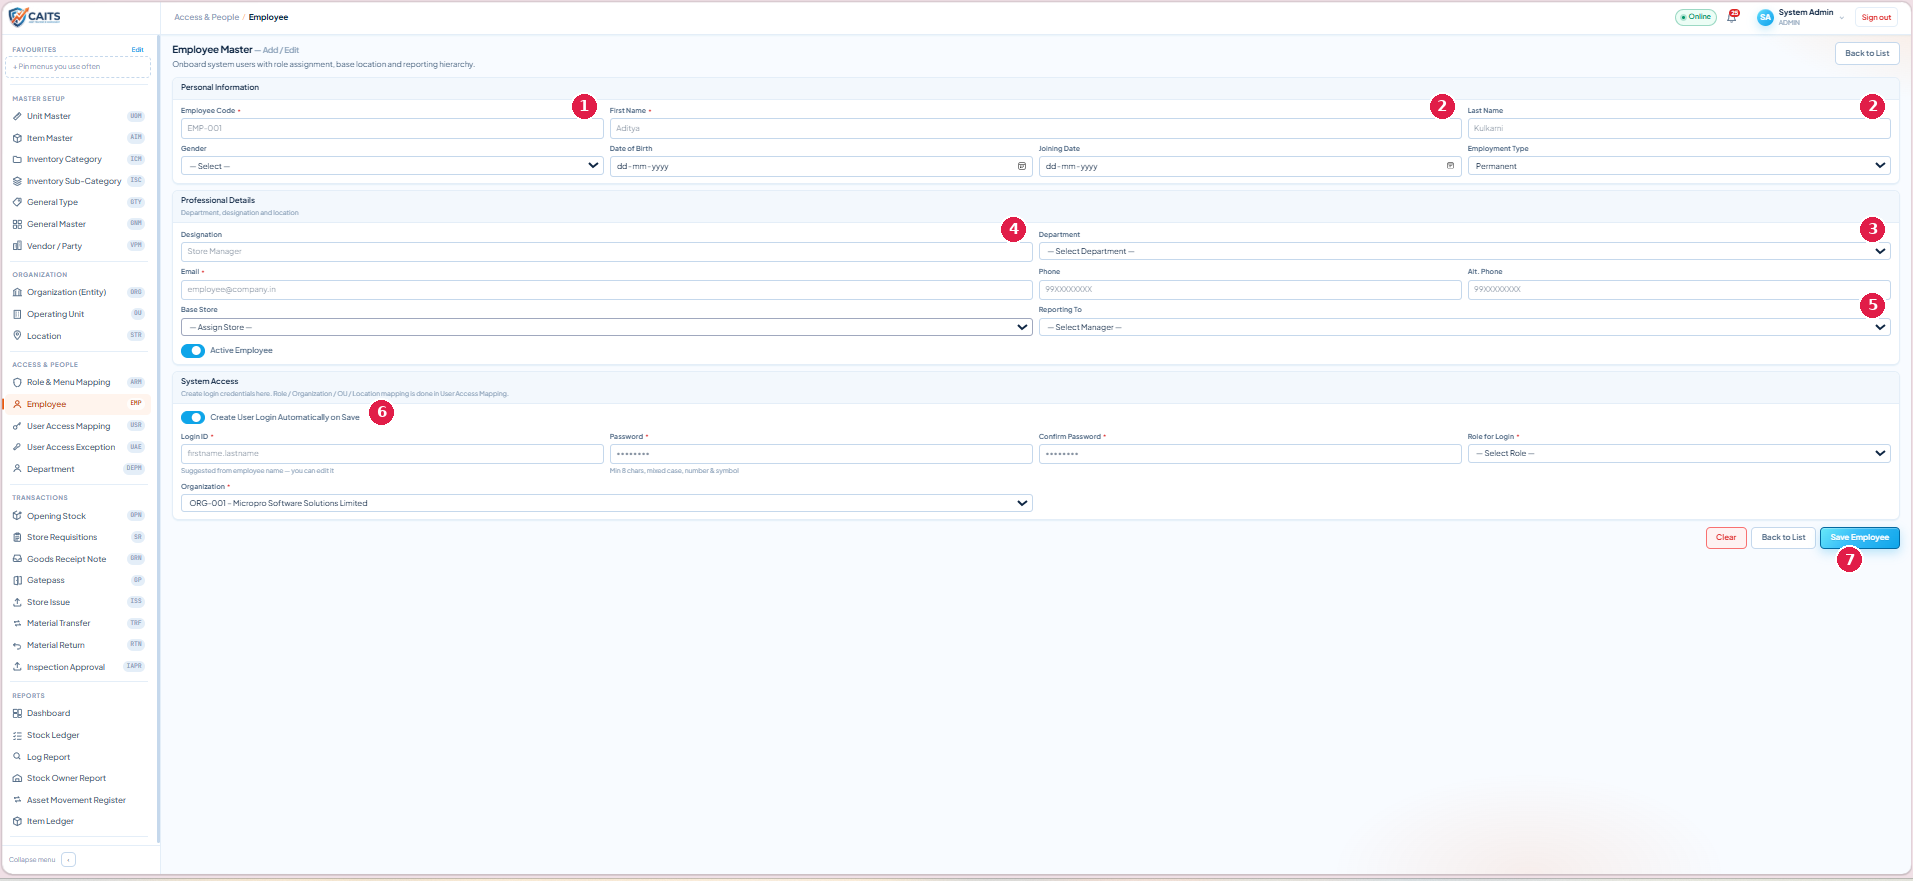 CAITS
Access & People / Employee
Online
25
SA
System Admin
ADMIN
Sign out
FAVOURITES
Edit
+ Pin menus you use often
MASTER SETUP
Unit Master UOM
Item Master AIM
Inventory Category ICM
Inventory Sub-Category ISC
General Type GTY
General Master GNM
Vendor / Party VPM
ORGANIZATION
Organization (Entity) ORG
Operating Unit OU
Location STR
ACCESS & PEOPLE
Role & Menu Mapping ARM
Employee EMP
User Access Mapping USR
User Access Exception UAE
Department DEPM
TRANSACTIONS
Opening Stock OPN
Store Requisitions SR
Goods Receipt Note GRN
Gatepass GP
Store Issue ISS
Material Transfer TRF
Material Return RTN
Inspection Approval IAPR
REPORTS
Dashboard
Stock Ledger
Log Report
Stock Owner Report
Asset Movement Register
Item Ledger
Collapse menu ‹
Employee Master — Add / Edit
Onboard system users with role assignment, base location and reporting hierarchy.
Back to List
Personal Information
Employee Code * 1 First Name * 2 Last Name 2
EMP-001 Aditya Kulkarni
Gender Date of Birth Joining Date Employment Type
— Select — dd-mm-yyyy dd-mm-yyyy Permanent
Professional Details
Department, designation and location
Designation 4 Department 3
Store Manager — Select Department —
Email * Phone Alt. Phone
employee@company.in 99XXXXXXXX 99XXXXXXXX
Base Store Reporting To 5
— Assign Store — — Select Manager —
Active Employee
System Access
Create login credentials here. Role / Organization / OU / Location mapping is done in User Access Mapping.
Create User Login Automatically on Save 6
Login ID * Password * Confirm Password * Role for Login *
firstname.lastname •••••••• •••••••• — Select Role —
Suggested from employee name — you can edit it Min 8 chars, mixed case, number & symbol
Organization *
ORG-001 - Micropro Software Solutions Limited
Clear Back to List Save Employee
7